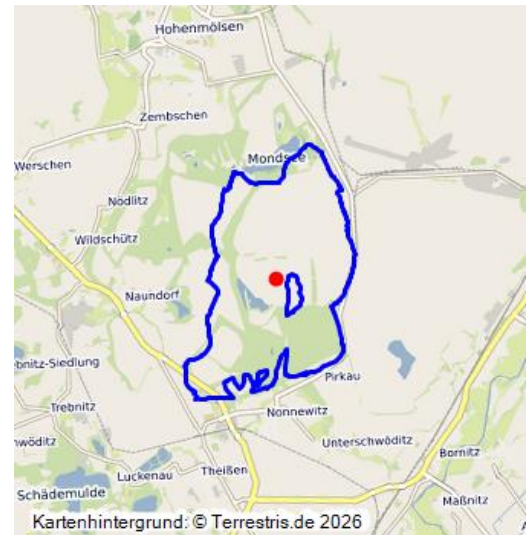 Hohenmölsen
Zembschen
Mondsee
Werschen
Nödlitz
Wildschütz
Naundorf
bnitz-Siedlung
Pirkau
Trebnitz
Nonnewitz
wöditz
Unterschwöditz
Bornitz
Theißen
Luckenau
Schädemulde
Maßnitz
Kartenhintergrund: © Terrestris.de 2026